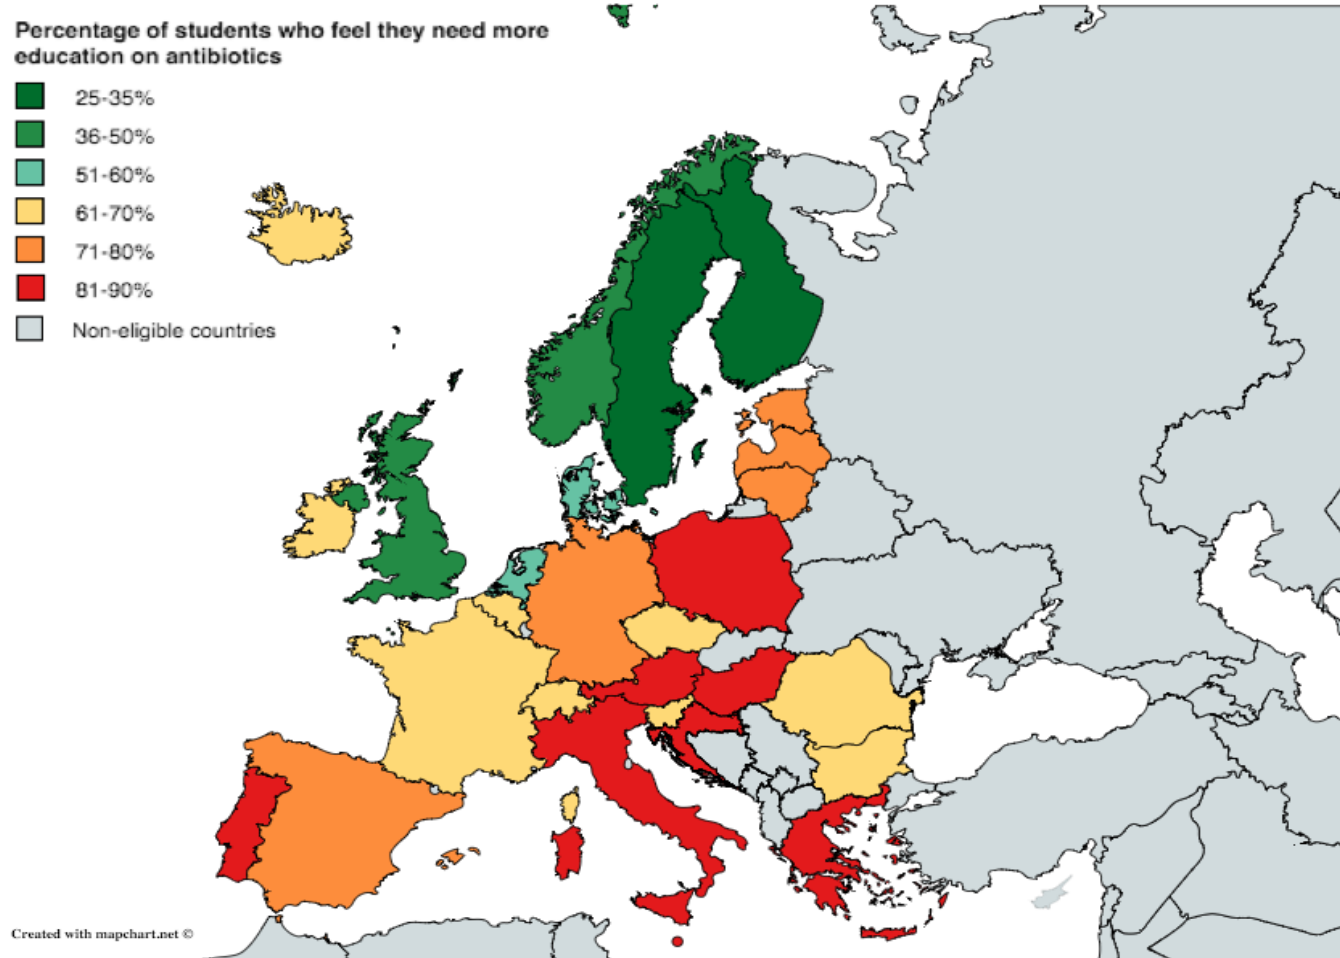 Percentage of students who feel they need more
education on antibiotics
25-35%
36-50%
51-60%
61-70%
71-80%
81-90%
Non-eligible countries
Created with mapchart.net ©